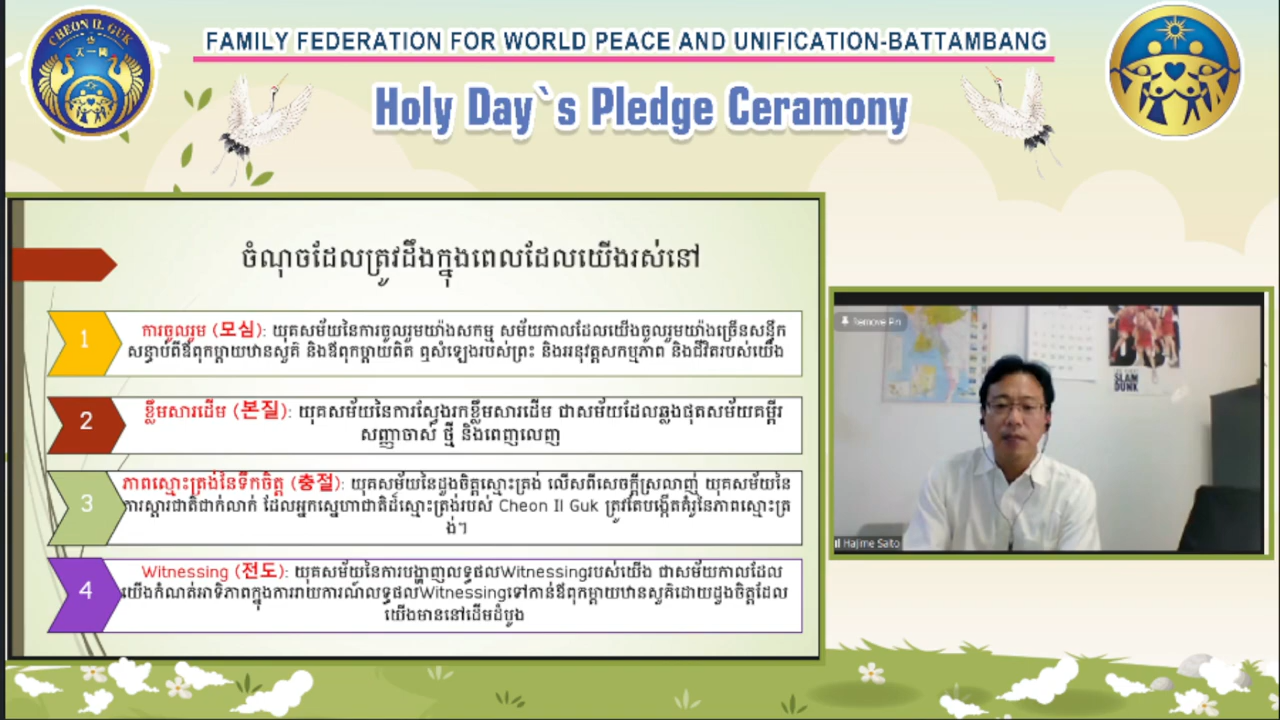 CHEON IL GUK
天一國
FAMILY FEDERATION FOR WORLD PEACE AND UNIFICATION-BATTAMBANG
Holy Day`s Pledge Ceramony
ចំណុចដែលត្រូវដឹងក្នុងពេលដែលយើងរស់នៅ
1
ការចូលរួម (모심): យុគសម័យនៃការចូលរួមយ៉ាងសកម្ម សម័យកាលដែលយើងចូលរួមយ៉ាងច្រើនសន្ធឹក
សន្ធាប់ពីឪពុកម្ដាយឋានសួគ៌ និងឪពុកម្ដាយពិត ឮសំឡេងរបស់ព្រះ និងអនុវត្តសកម្មភាព និងជីវិតរបស់យើង
2
ខ្លឹមសារដើម (본질): យុគសម័យនៃការស្វែងរកខ្លឹមសារដើម ជាសម័យដែលឆ្លងផុតសម័យគម្ពីរ
សញ្ញាចាស់ ថ្មី និងពេញលេញ
3
ភាពស្មោះត្រង់នៃទឹកចិត្ត (충절): យុគសម័យនៃដួងចិត្តស្មោះត្រង់ លើសពីសេចក្ដីស្រលាញ់ យុគសម័យនៃ
ការស្ដារជាតិជាក់លាក់ ដែលអ្នកស្នេហាជាតិដ៏ស្មោះត្រង់របស់ Cheon Il Guk ត្រូវតែបង្កើតគំរូនៃភាពស្មោះត្រ
ង់។
4
Witnessing (전도): យុគសម័យនៃការបង្ហាញលទ្ធផលWitnessingរបស់យើង ជាសម័យកាលដែល
យើងកំណត់អាទិភាពក្នុងការរាយការណ៍លទ្ធផលWitnessingទៅកាន់ឪពុកម្ដាយឋានសួគ៌ដោយដួងចិត្តដែល
យើងមាននៅដើមដំបូង
Remove Pin
SLAM
DUNK
Hajime Saito